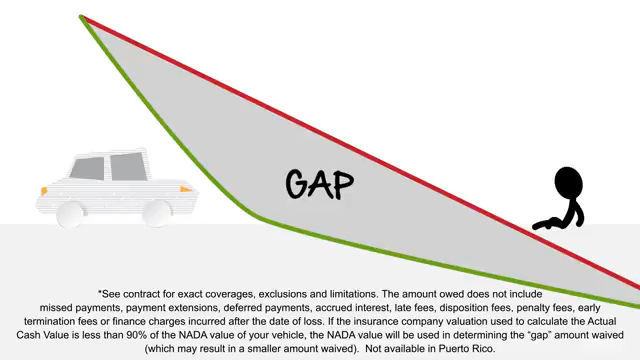 GAP
*See contract for exact coverages, exclusions and limitations. The amount owed does not include
missed payments, payment extensions, deferred payments, accrued interest, late fees, disposition fees, penalty fees, early
termination fees or finance charges incurred after the date of loss. If the insurance company valuation used to calculate the Actual
Cash Value is less than 90% of the NADA value of your vehicle, the NADA value will be used in determining the “gap” amount waived
(which may result in a smaller amount waived). Not available in Puerto Rico.